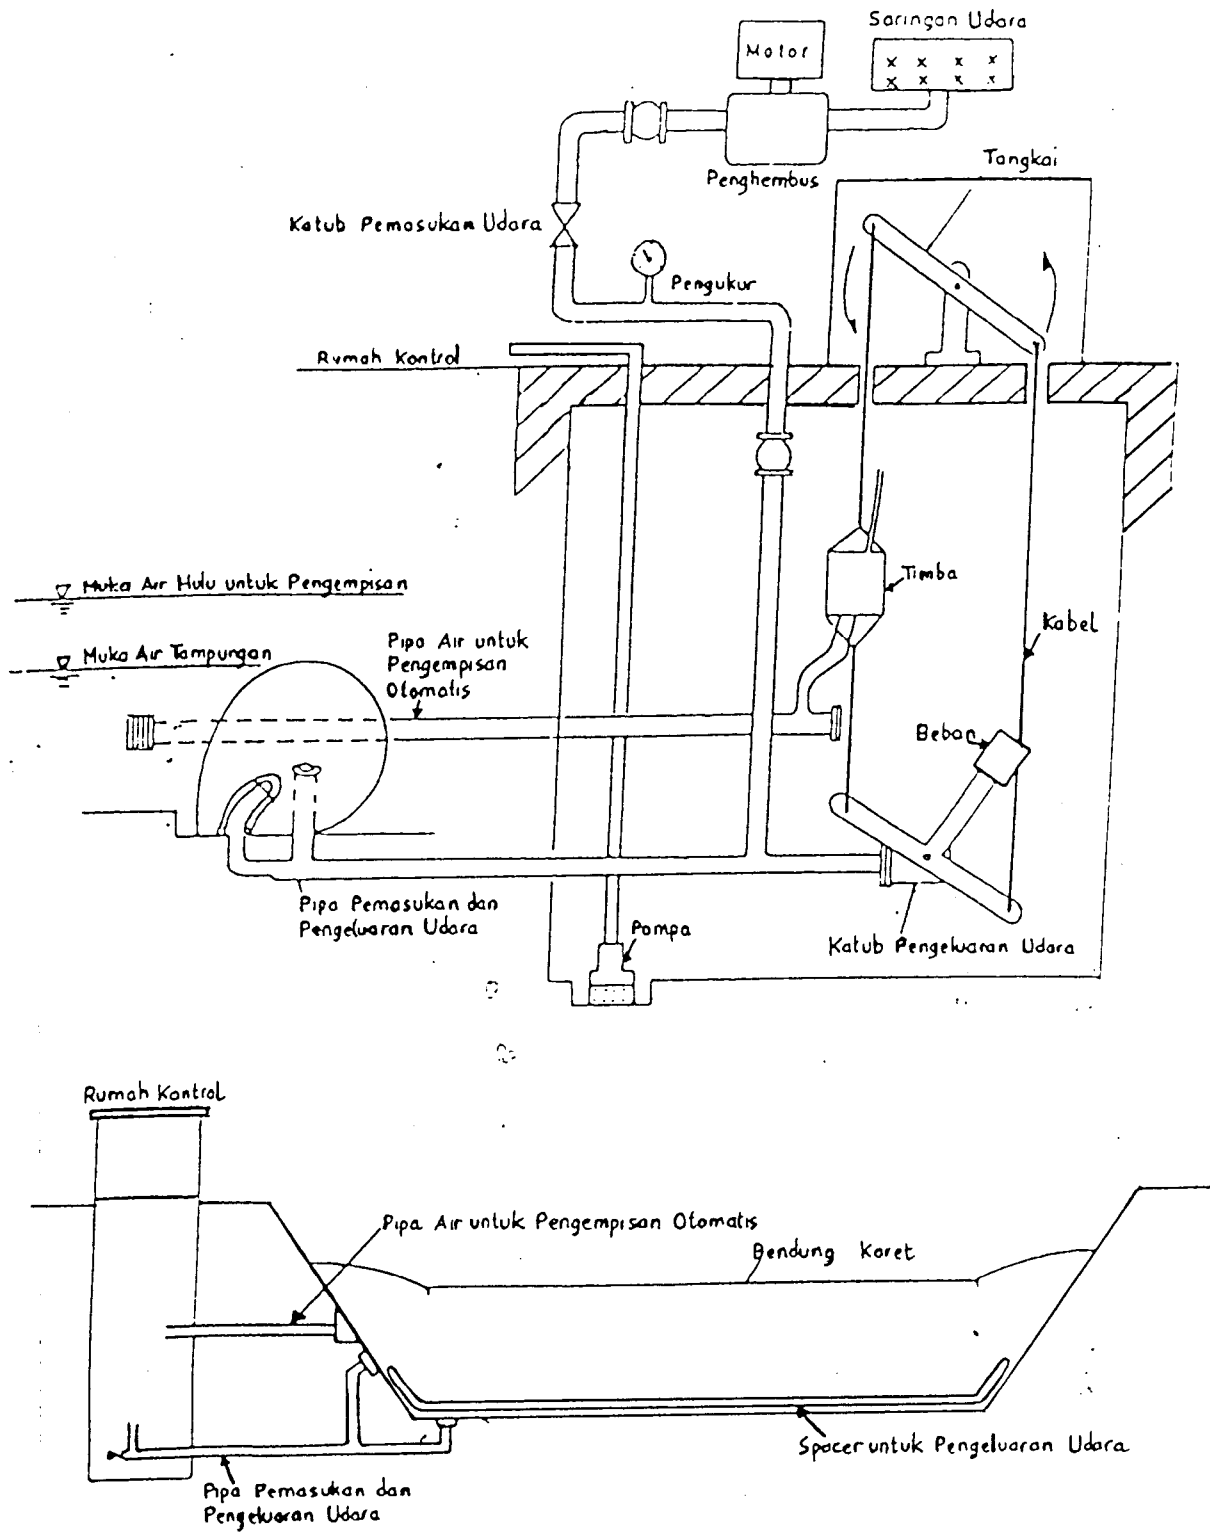 Saringan Udara
Motor
Penghembus
Tangkai
Katub Pemasukan Udara
Pengukur
Rumah Kontrol
Muka Air Hulu untuk Pengempisan
Timba
Kabel
Muka Air Tampungan
Pipa Air untuk
Pengempisan
Otomatis
Beban
Pipa Pemasukan dan
Pengeluaran Udara
Pompa
Katub Pengeluaran Udara
Rumah Kontrol
Pipa Air untuk Pengempisan Otomatis
Bendung Karet
Spacer untuk Pengeluaran Udara
Pipa Pemasukan dan
Pengeluaran Udara